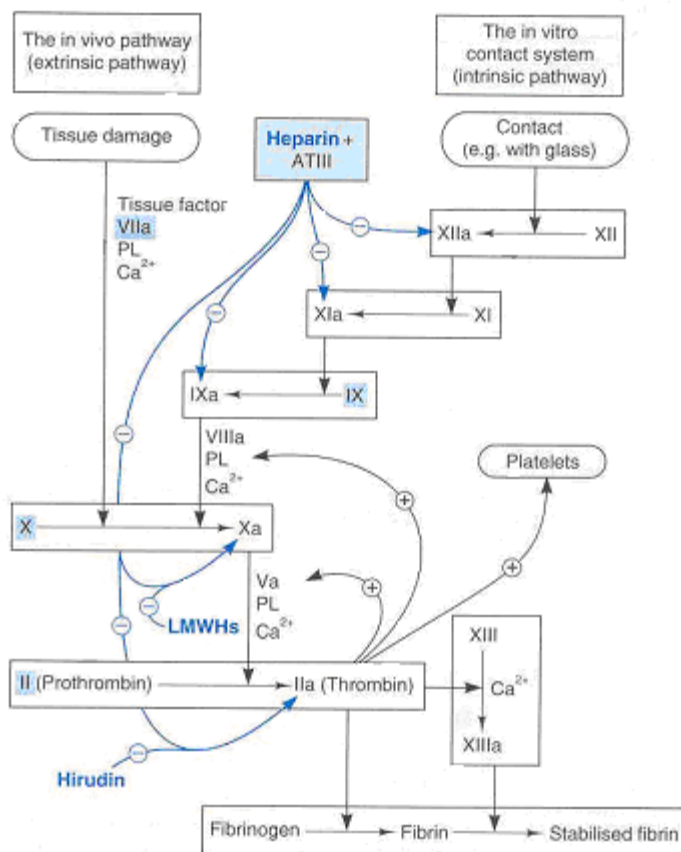 The in vivo pathway
(extrinsic pathway)
The in vitro
contact system
(intrinsic pathway)
Tissue damage
Heparin +
ATIII
Contact
(e.g. with glass)
Tissue factor
VIIa
PL
Ca2+
XIIa
XII
XIa
XI
IXa
IX
VIIIa
PL
Ca2+
Platelets
X
Xa
Va
PL
Ca2+
LMWHs
XIII
Ca2+
XIIIa
II (Prothrombin)
IIa (Thrombin)
Hirudin
Fibrinogen
Fibrin
Stabilised fibrin